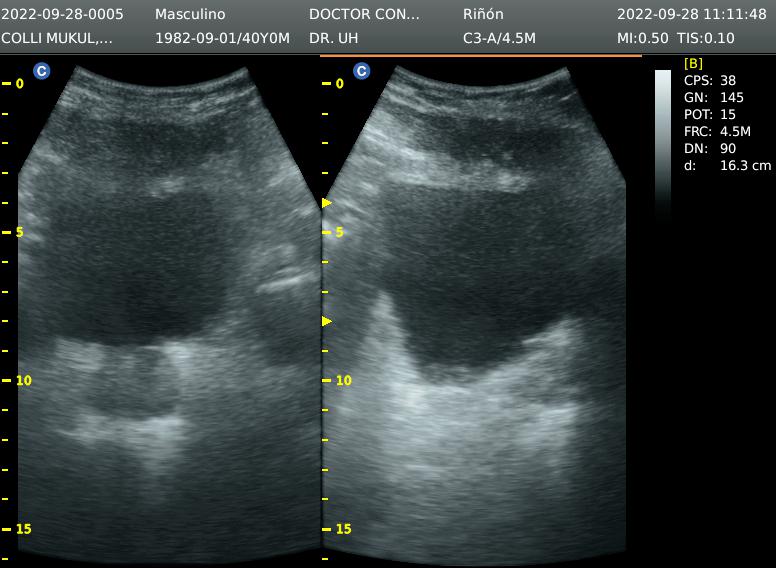 2022-09-28-0005 Masculino DOCTOR CON... Riñón 2022-09-28 11:11:48
COLLI MUKUL,... 1982-09-01/40Y0M DR. UH C3-A/4.5M MI:0.50 TIS:0.10
C
C
[B]
CPS: 38
GN: 145
POT: 15
FRC: 4.5M
DN: 90
d: 16.3 cm
0
5
10
15
0
5
10
15